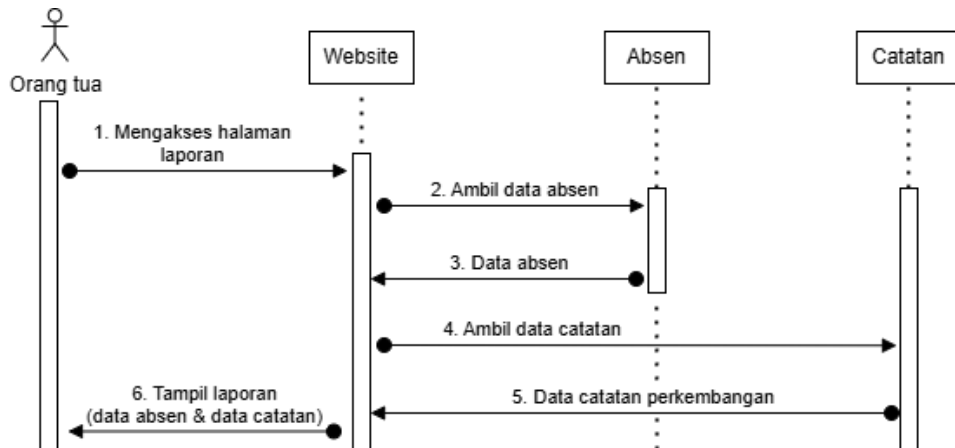 Orang tua
Website
Absen
Catatan
1. Mengakses halaman
laporan
2. Ambil data absen
3. Data absen
4. Ambil data catatan
5. Data catatan perkembangan
6. Tampil laporan
(data absen & data catatan)